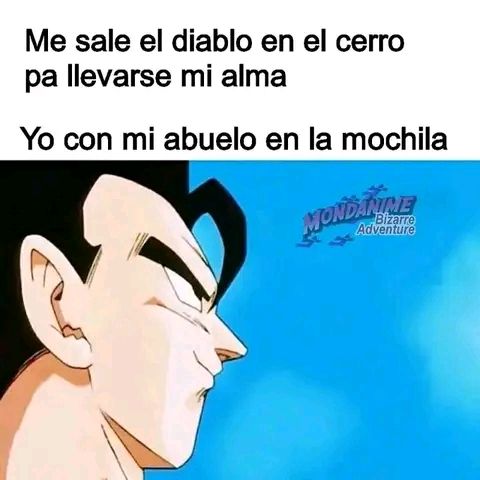 Me sale el diablo en el cerro
pa llevarse mi alma
Yo con mi abuelo en la mochila
MONDANIME
Bizarre
Adventure